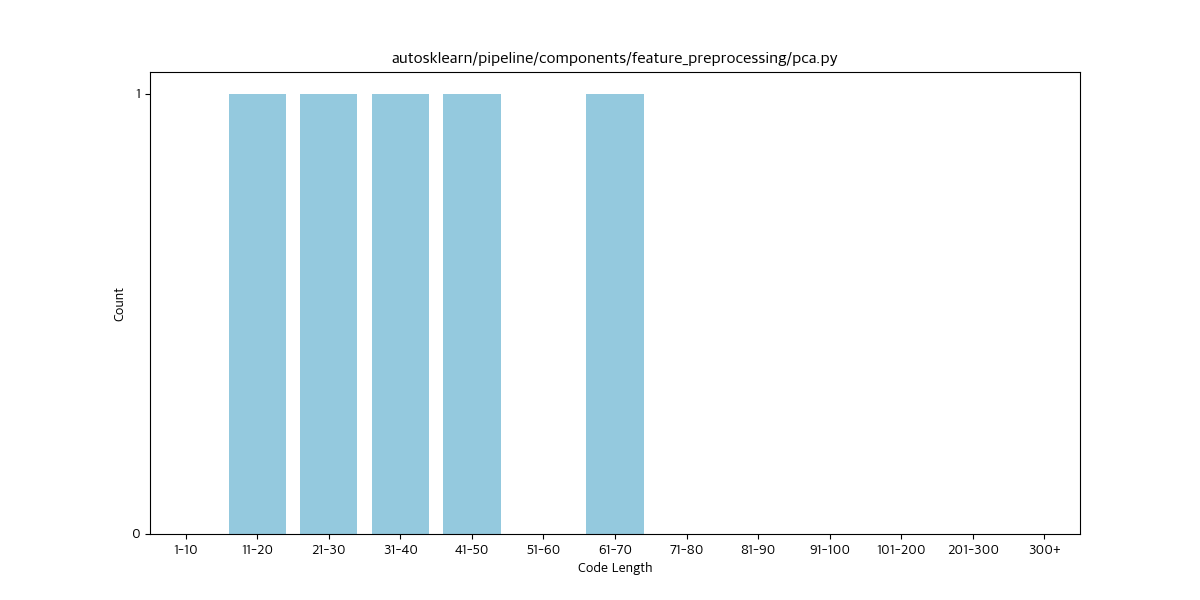 autosklearn/pipeline/components/feature_preprocessing/pca.py
1
Count
0
1-10 11-20 21-30 31-40 41-50 51-60 61-70 71-80 81-90 91-100 101-200 201-300 300+
Code Length